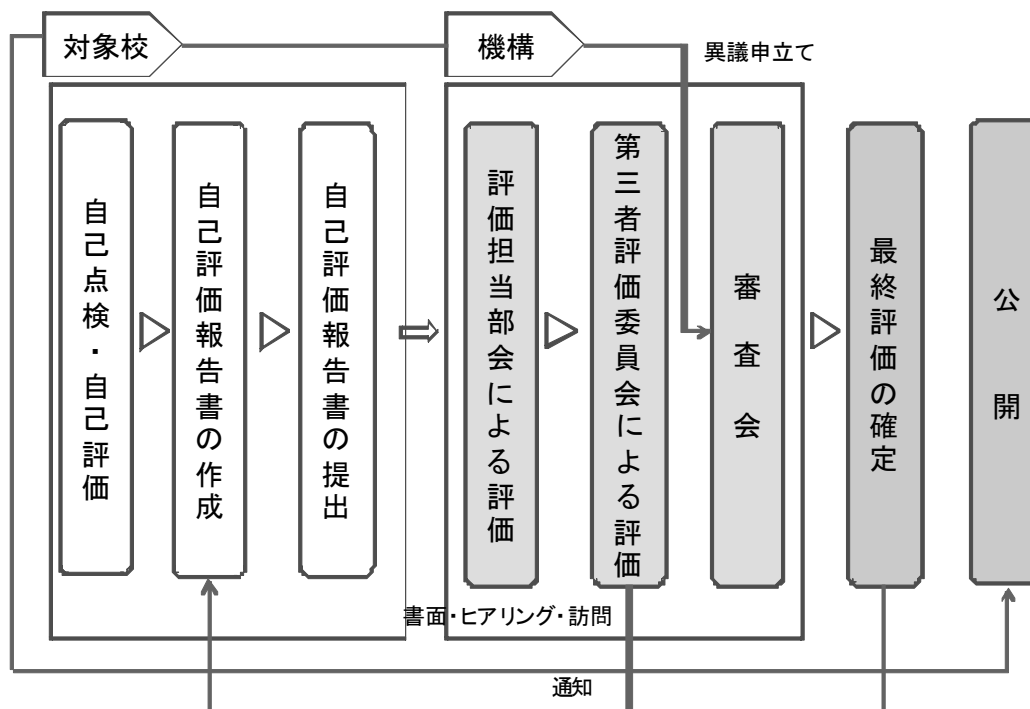 対象校
機構
異議申立て
自己点検・自己評価
自己評価報告書の作成
自己評価報告書の提出
評価担当部会による評価
第三者評価委員会による評価
審査会
最終評価の確定
公開
書面・ヒアリング・訪問
通知